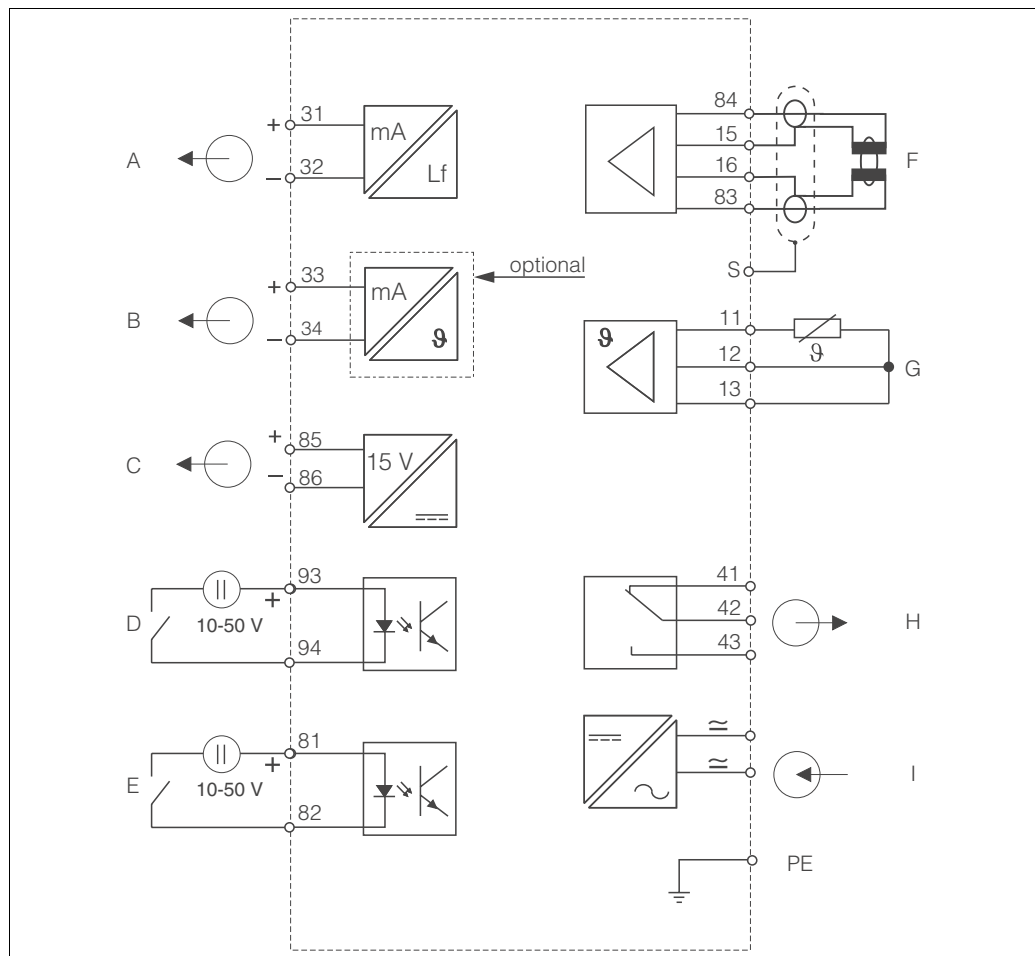 A
+ 31
− 32
mA
Lf
B
+ 33
− 34
mA
ϑ
optional
C
+ 85
− 86
15 V
D
93
+
10-50 V
94
E
81
+
10-50 V
82
84
15
16
83
F
S
ϑ
11
12
13
ϑ
G
41
42
43
H
≃
≃
I
PE